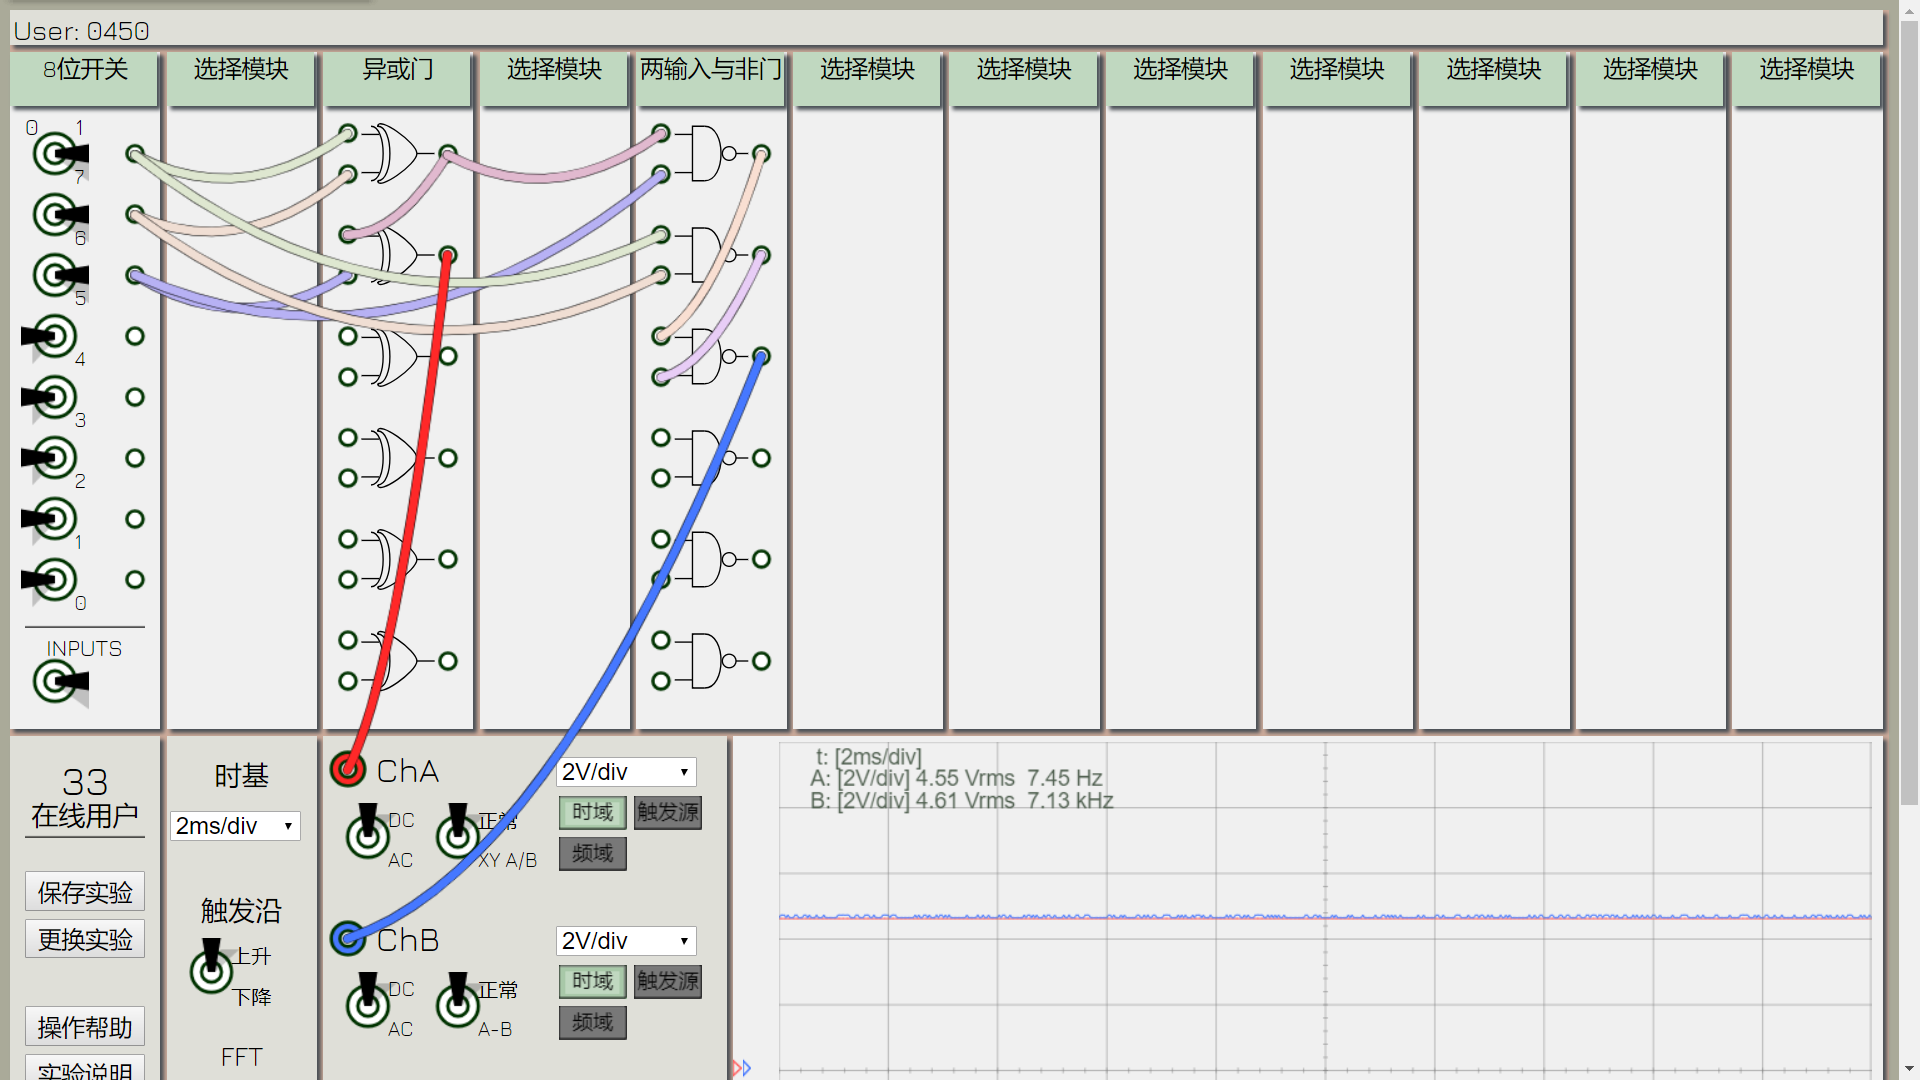 User: 0450
8位开关
选择模块
异或门
选择模块
两输入与非门
选择模块
选择模块
选择模块
选择模块
选择模块
选择模块
选择模块
0 1
7
6
5
4
3
2
1
0
INPUTS
33
在线用户
保存实验
更换实验
操作帮助
实验说明
时基
2ms/div
触发沿
上升
下降
FFT
ChA
2V/div
DC
AC
正常
XY A/B
时域
触发源
频域
ChB
2V/div
DC
AC
正常
A-B
时域
触发源
频域
t: [2ms/div]
A: [2V/div] 4.55 Vrms 7.45 Hz
B: [2V/div] 4.61 Vrms 7.13 kHz